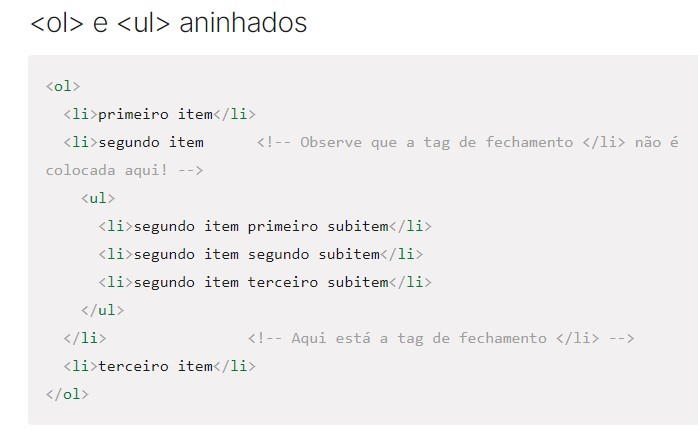 <ol> e <ul> aninhados
<ol>
  <li>primeiro item</li>
  <li>segundo item      <!-- Observe que a tag de fechamento </li> não é
colocada aqui! -->
    <ul>
      <li>segundo item primeiro subitem</li>
      <li>segundo item segundo subitem</li>
      <li>segundo item terceiro subitem</li>
    </ul>
  </li>                <!-- Aqui está a tag de fechamento </li> -->
  <li>terceiro item</li>
</ol>